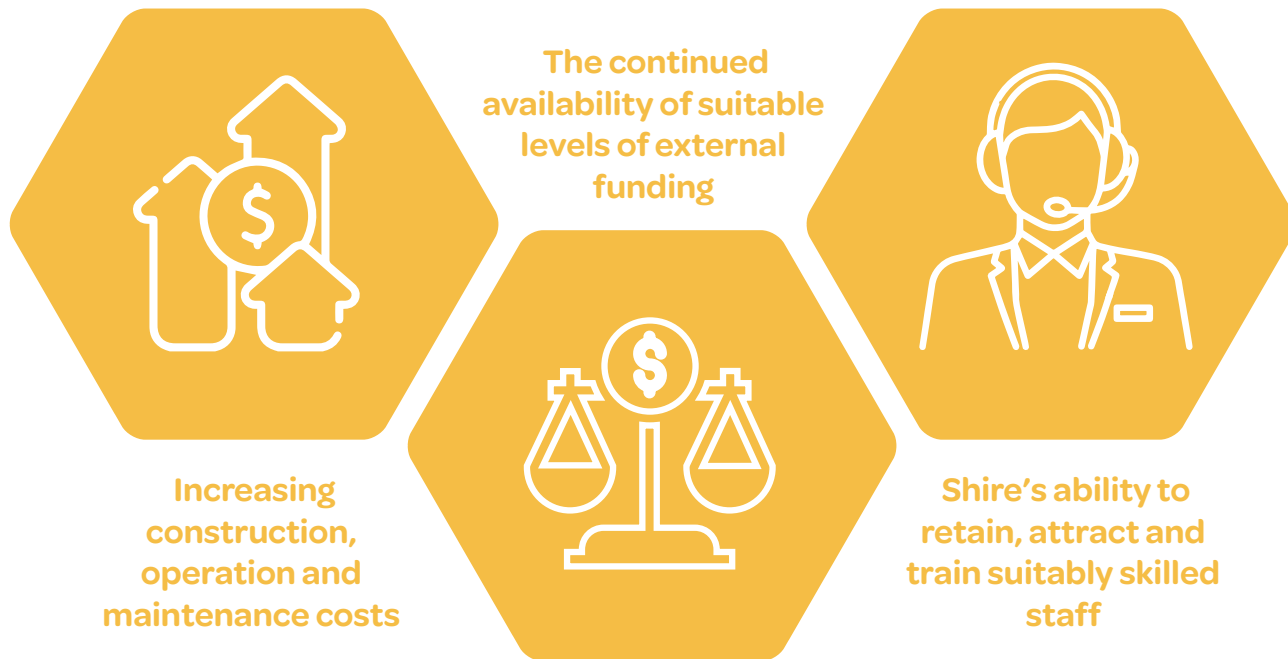 The continued
availability of suitable
levels of external
funding
$
$
Increasing
construction,
operation and
maintenance costs
Shire’s ability to
retain, attract and
train suitably skilled
staff